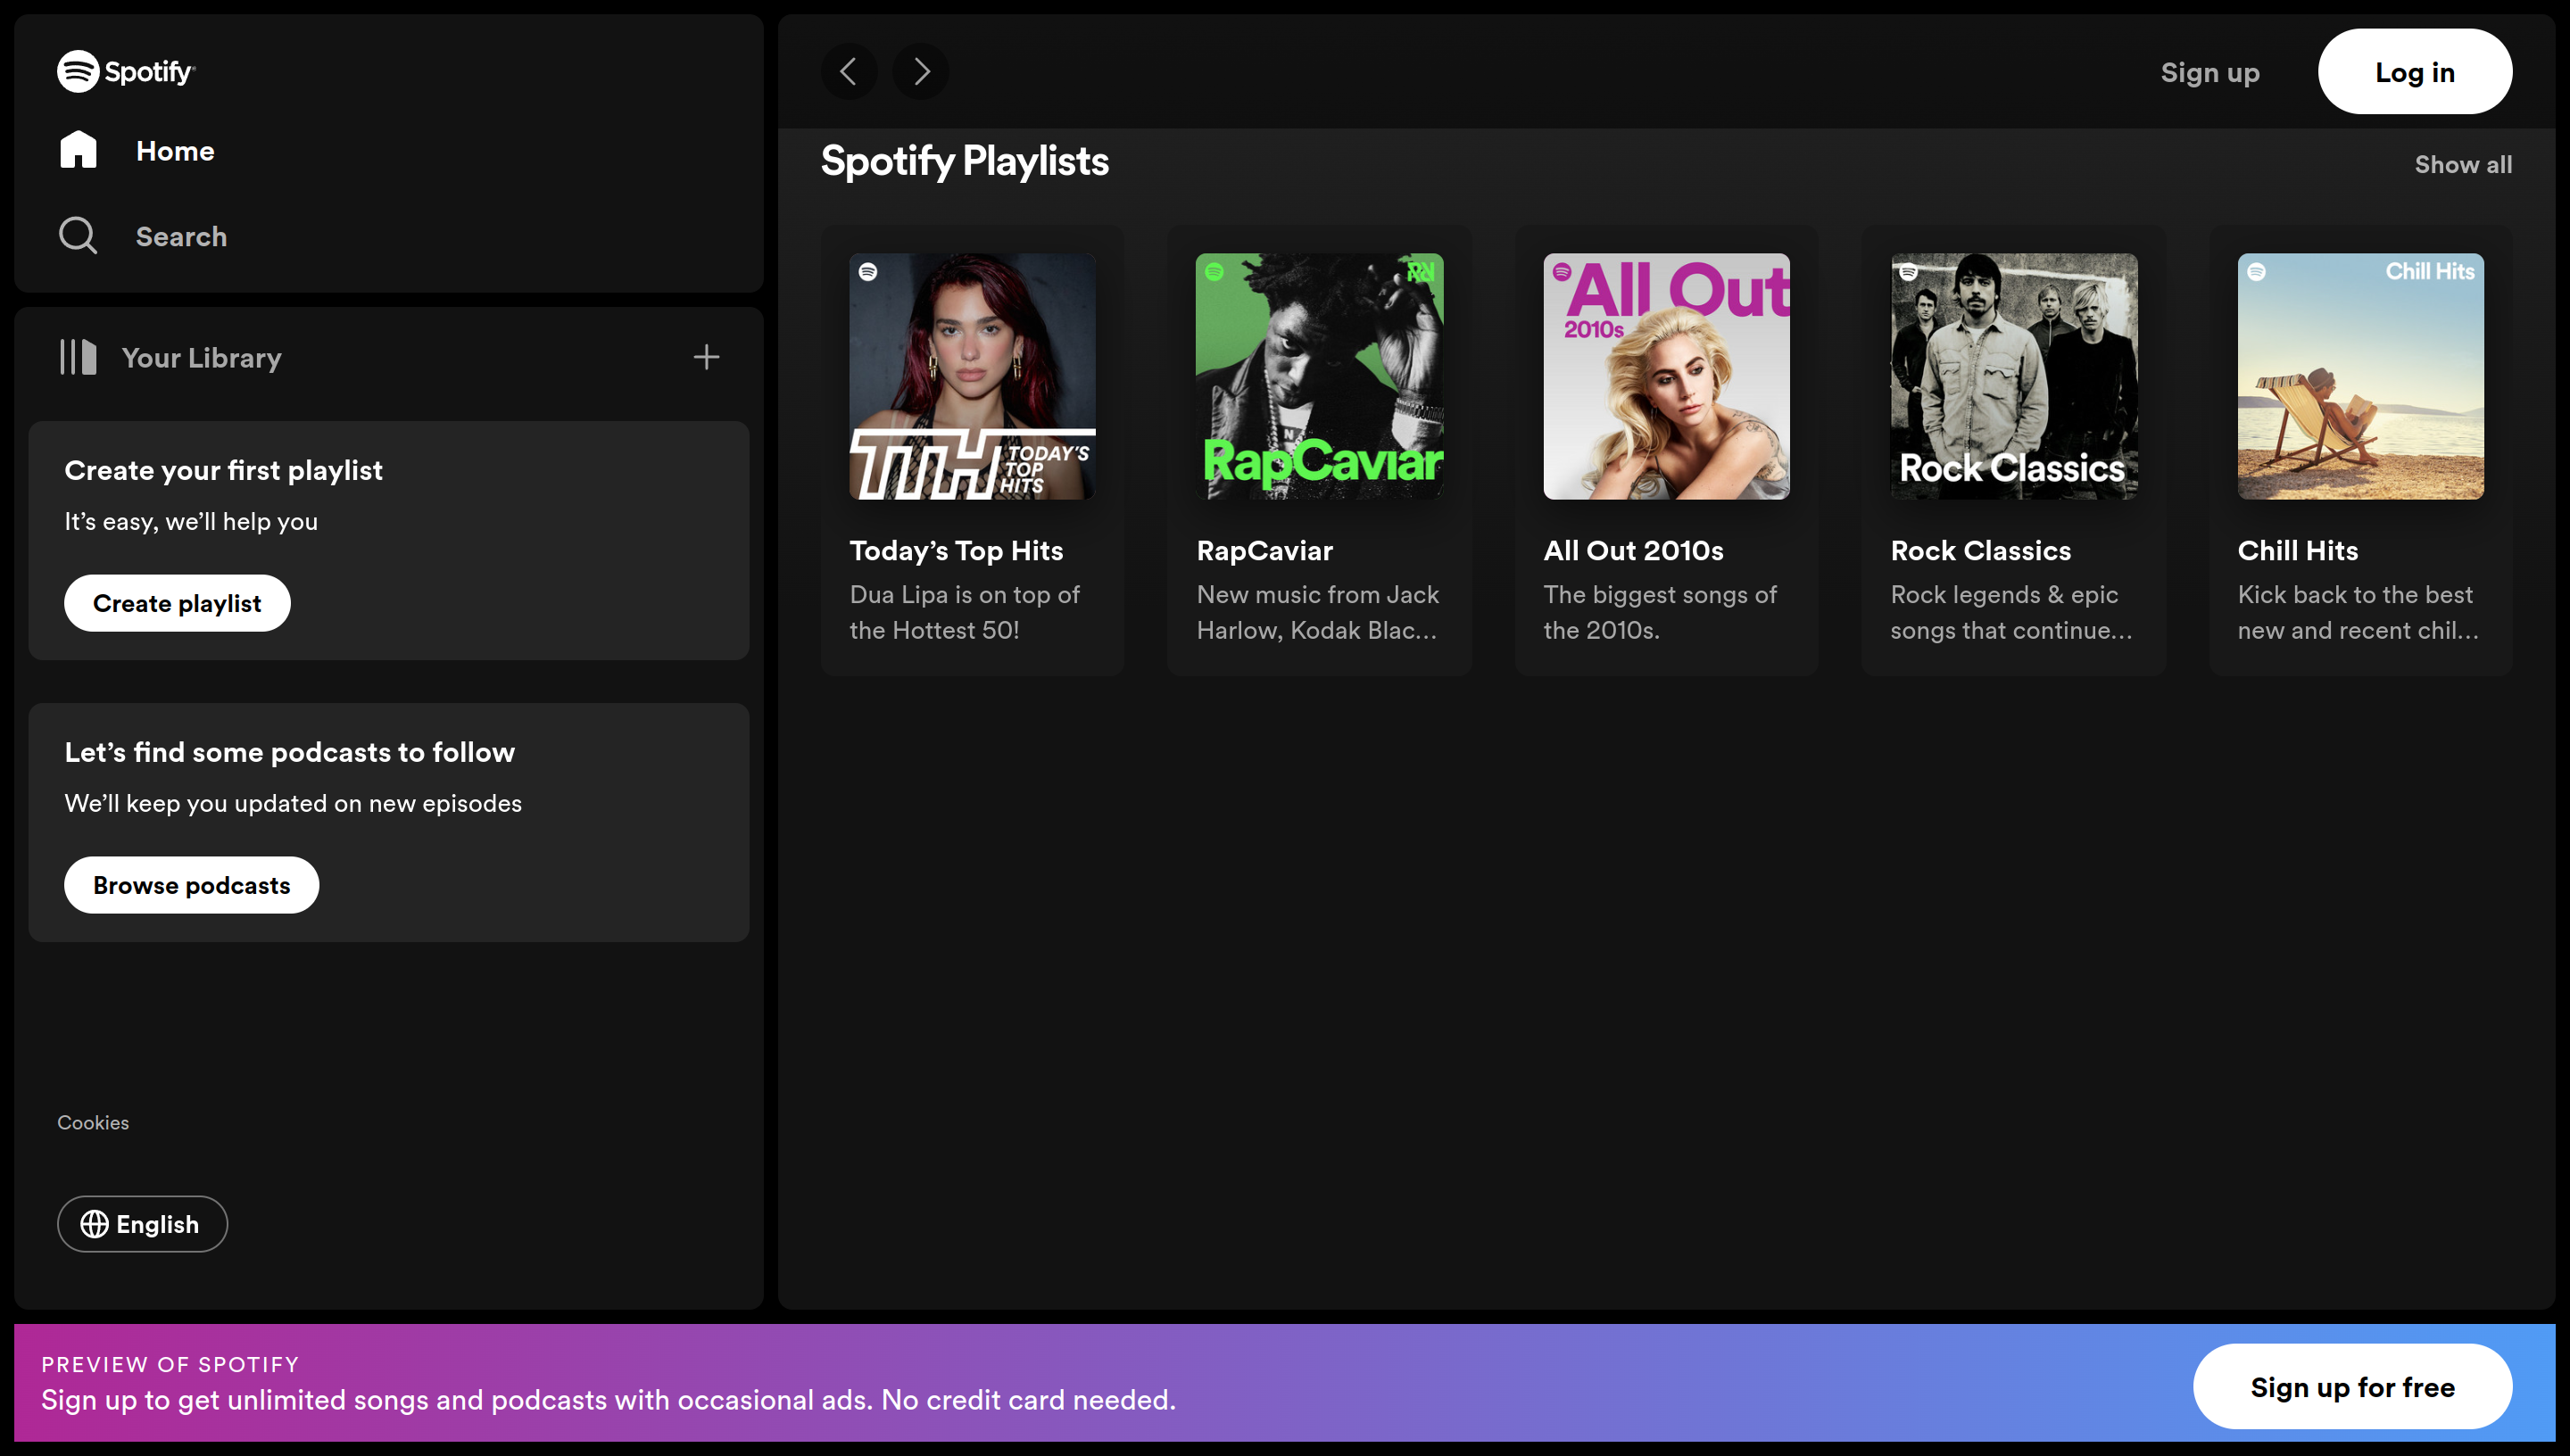 Spotify
Home
Search
Your Library
Create your first playlist
It's easy, we'll help you
Create playlist
Let's find some podcasts to follow
We'll keep you updated on new episodes
Browse podcasts
Cookies
English
Sign up
Log in
Spotify Playlists
Show all
TTH TODAY'S
TOP
HITS
Today's Top Hits
Dua Lipa is on top of
the Hottest 50!
RapCaviar
RapCaviar
New music from Jack
Harlow, Kodak Blac...
All Out
2010s
All Out 2010s
The biggest songs of
the 2010s.
Rock Classics
Rock Classics
Rock legends & epic
songs that continue...
Chill Hits
Chill Hits
Kick back to the best
new and recent chil...
PREVIEW OF SPOTIFY
Sign up to get unlimited songs and podcasts with occasional ads. No credit card needed.
Sign up for free